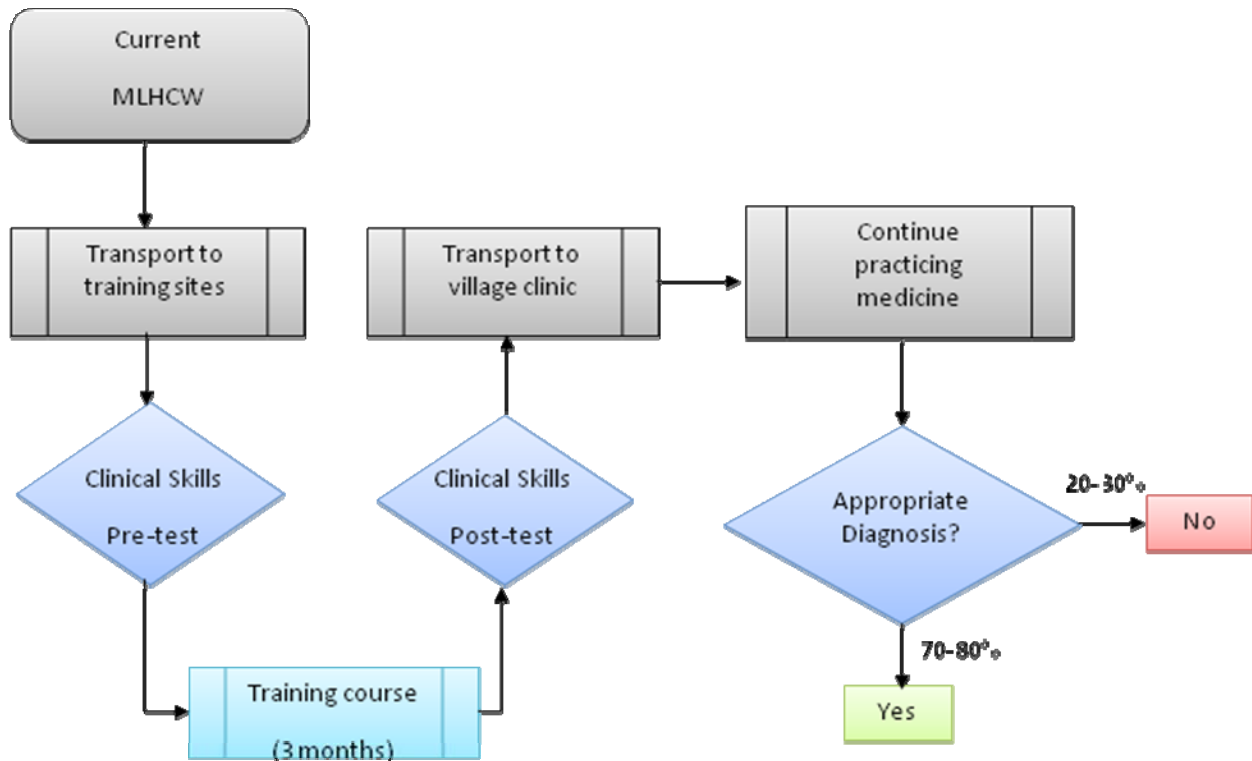 Current
MLHCW
Transport to
training sites
Clinical Skills
Pre-test
Training course
(3 months)
Clinical Skills
Post-test
Transport to
village clinic
Continue
practicing
medicine
Appropriate
Diagnosis?
20-30%
No
70-80%
Yes